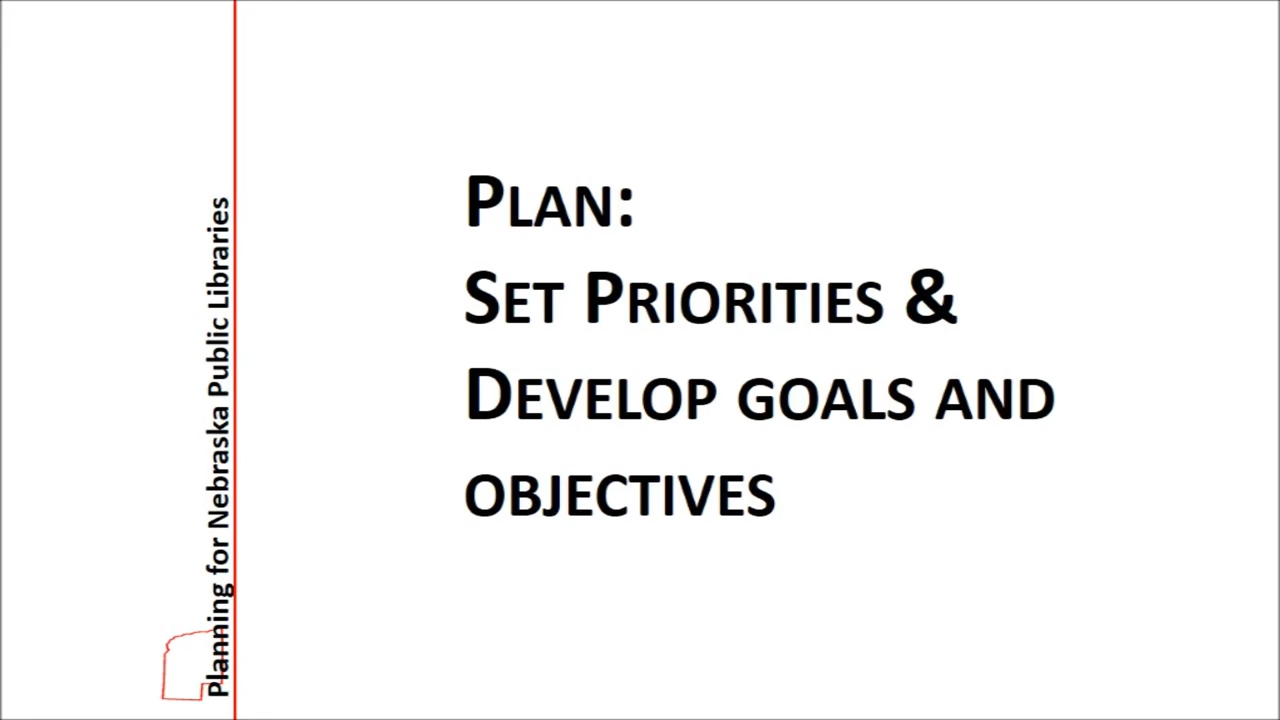 Plan:
Set Priorities &
Develop goals and
objectives
Planning for Nebraska Public Libraries